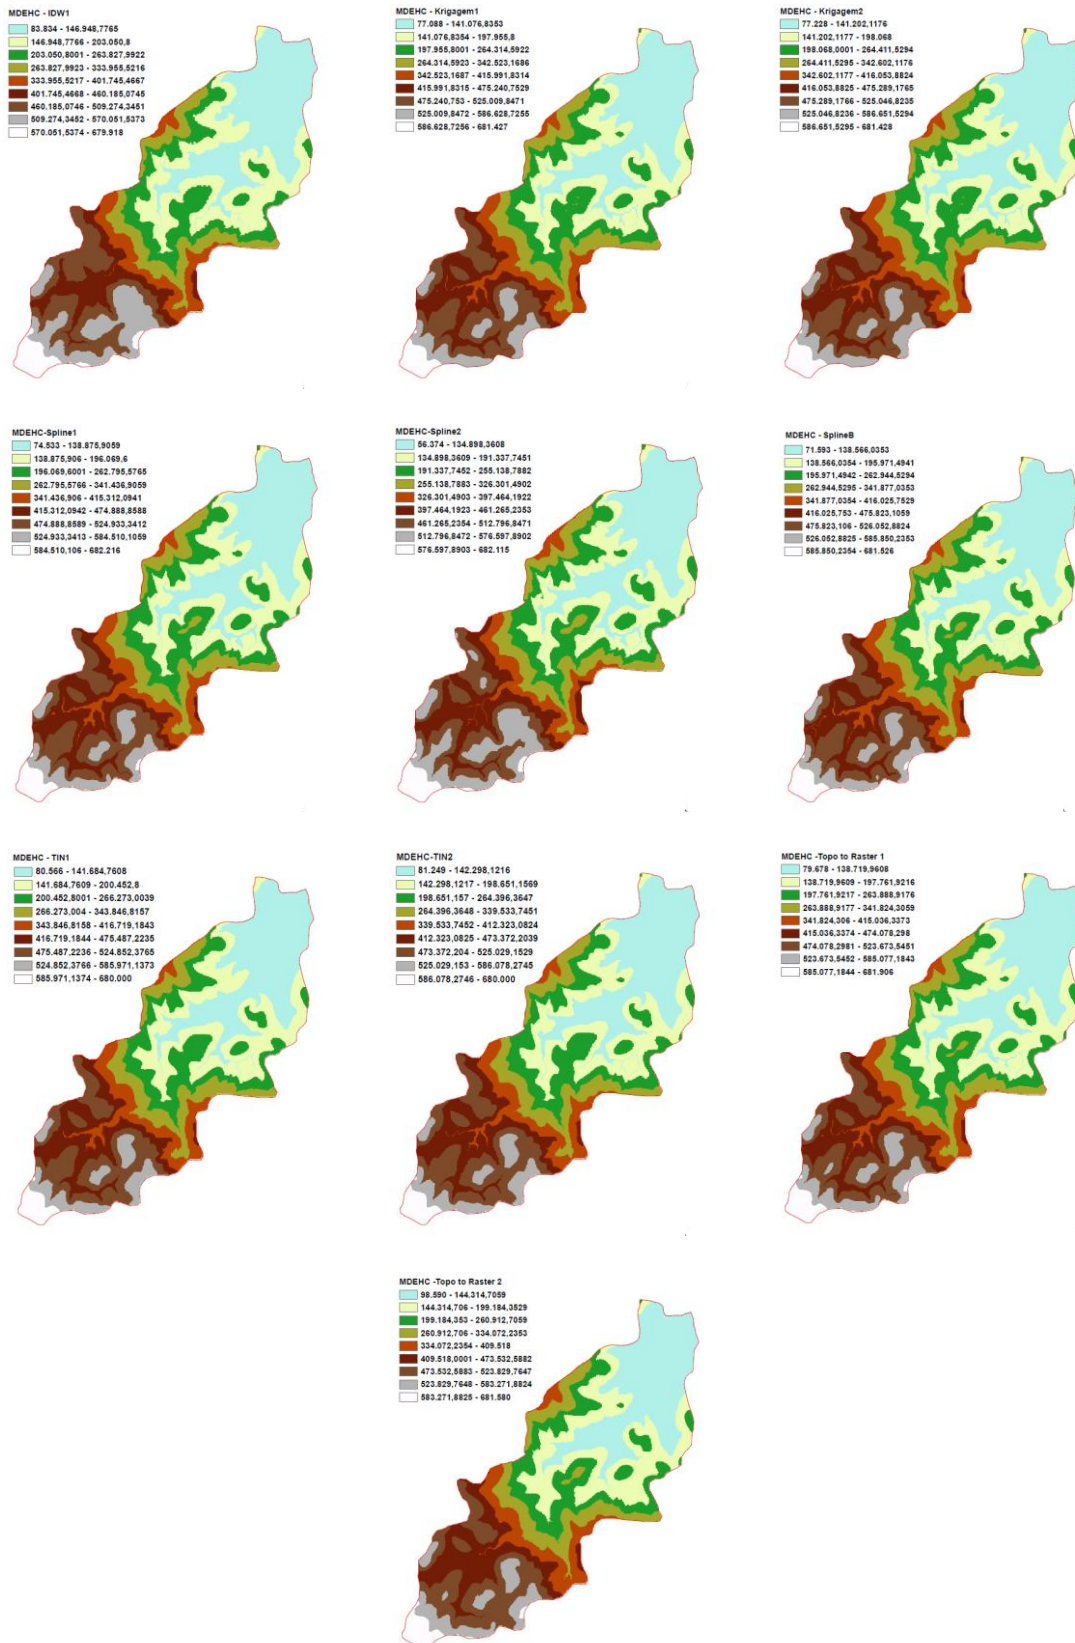 MDEHC - IDW1
83.834 - 146.948,7765
146.948,7766 - 203.050,8
203.050,8001 - 263.827,9922
263.827,9923 - 333.955,5216
333.955,5217 - 401.745,4667
401.745,4668 - 460.185,0745
460.185,0746 - 509.274,3451
509.274,3452 - 570.051,5373
570.051,5374 - 679.918
MDEHC - Krigagem1
77.088 - 141.076,8353
141.076,8354 - 197.955,8
197.955,8001 - 264.314,5922
264.314,5923 - 342.523,1686
342.523,1687 - 415.991,8314
415.991,8315 - 475.240,7529
475.240,753 - 525.009,8471
525.009,8472 - 586.628,7255
586.628,7256 - 681.427
MDEHC - Krigagem2
77.228 - 141.202,1176
141.202,1177 - 198.068
198.068,0001 - 264.411,5294
264.411,5295 - 342.602,1176
342.602,1177 - 416.053,8824
416.053,8825 - 475.289,1765
475.289,1766 - 525.046,8235
525.046,8236 - 586.651,5294
586.651,5295 - 681.428
MDEHC-Spline1
74.533 - 138.875,9059
138.875,906 - 196.069,6
196.069,6001 - 262.795,5765
262.795,5766 - 341.436,9059
341.436,906 - 415.312,0941
415.312,0942 - 474.888,8588
474.888,8589 - 524.933,3412
524.933,3413 - 584.510,1059
584.510,106 - 682.216
MDEHC-Spline2
56.374 - 134.898,3608
134.898,3609 - 191.337,7451
191.337,7452 - 255.138,7882
255.138,7883 - 326.301,4902
326.301,4903 - 397.464,1922
397.464,1923 - 461.265,2353
461.265,2354 - 512.796,8471
512.796,8472 - 576.597,8902
576.597,8903 - 682.115
MDEHC - SplineB
71.593 - 138.566,0353
138.566,0354 - 195.971,4941
195.971,4942 - 262.944,5294
262.944,5295 - 341.877,0353
341.877,0354 - 416.025,7529
416.025,753 - 475.823,1059
475.823,106 - 526.052,8824
526.052,8825 - 585.850,2353
585.850,2354 - 681.526
MDEHC - TIN1
80.566 - 141.684,7608
141.684,7609 - 200.452,8
200.452,8001 - 266.273,0039
266.273,004 - 343.846,8157
343.846,8158 - 416.719,1843
416.719,1844 - 475.487,2235
475.487,2236 - 524.852,3765
524.852,3766 - 585.971,1373
585.971,1374 - 680.000
MDEHC-TIN2
81.249 - 142.298,1216
142.298,1217 - 198.651,1569
198.651,157 - 264.396,3647
264.396,3648 - 339.533,7451
339.533,7452 - 412.323,0824
412.323,0825 - 473.372,2039
473.372,204 - 525.029,1529
525.029,153 - 586.078,2745
586.078,2746 - 680.000
MDEHC -Topo to Raster 1
79.678 - 138.719,9608
138.719,9609 - 197.761,9216
197.761,9217 - 263.888,9176
263.888,9177 - 341.824,3059
341.824,306 - 415.036,3373
415.036,3374 - 474.078,298
474.078,2981 - 523.673,5451
523.673,5452 - 585.077,1843
585.077,1844 - 681.906
MDEHC -Topo to Raster 2
98.590 - 144.314,7059
144.314,706 - 199.184,3529
199.184,353 - 260.912,7059
260.912,706 - 334.072,2353
334.072,2354 - 409.518
409.518,0001 - 473.532,5882
473.532,5883 - 523.829,7647
523.829,7648 - 583.271,8824
583.271,8825 - 681.580